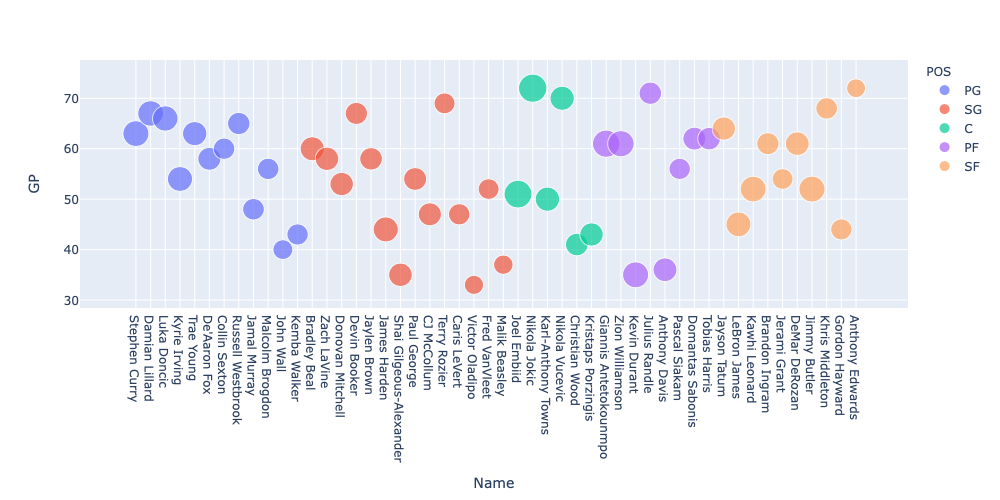 POS
PG
SG
C
PF
SF
GP
70
60
50
40
30
Stephen Curry
Damian Lillard
Luka Doncic
Kyrie Irving
Trae Young
De'Aaron Fox
Collin Sexton
Russell Westbrook
Jamal Murray
Malcolm Brogdon
John Wall
Kemba Walker
Bradley Beal
Zach LaVine
Donovan Mitchell
Devin Booker
Jaylen Brown
James Harden
Shai Gilgeous-Alexander
Paul George
CJ McCollum
Terry Rozier
Caris LeVert
Victor Oladipo
Fred VanVleet
Malik Beasley
Joel Embiid
Nikola Jokic
Karl-Anthony Towns
Nikola Vucevic
Christian Wood
Kristaps Porzingis
Giannis Antetokounmpo
Zion Williamson
Kevin Durant
Julius Randle
Anthony Davis
Pascal Siakam
Domantas Sabonis
Tobias Harris
Jayson Tatum
LeBron James
Kawhi Leonard
Brandon Ingram
Jerami Grant
DeMar DeRozan
Jimmy Butler
Khris Middleton
Gordon Hayward
Anthony Edwards
Name